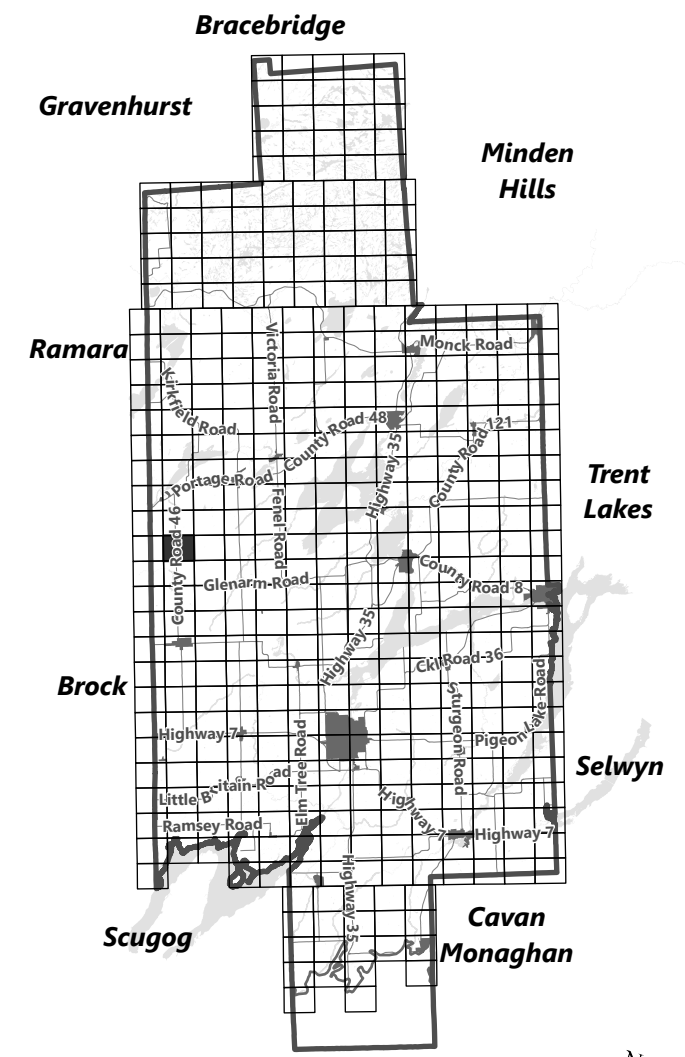 Bracebridge
Gravenhurst
Minden
Hills
Ramara
Victoria Road
Monck Road
Kirkfield Road
County Road 48
County Road 121
Highway 35
Portage Road
Trent
Lakes
Fenel Road
County Road 46
County Road 8
Glenarm Road
Highway 35
Ckl Road 36
Brock
Sturgeon Road
Pigeon Lake Road
Highway 7
Elm Tree Road
Selwyn
Little Britain Road
Highway 7
Ramsey Road
Highway 7
Highway 35
Scugog
Cavan
Monaghan
N